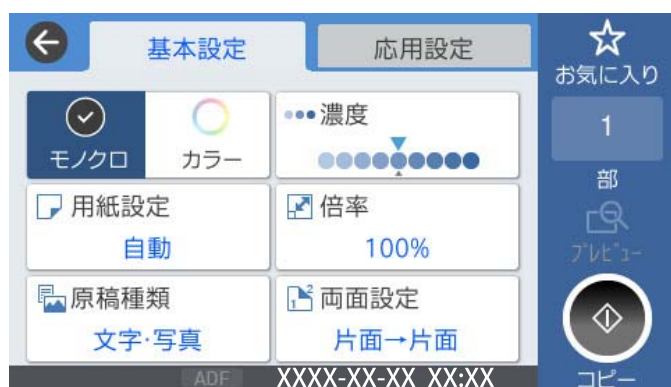 基本設定
応用設定
お気に入り
モノクロ
カラー
濃度
1
部
用紙設定
自動
倍率
100%
プレビュー
原稿種類
文字·写真
両面設定
片面→片面
ADF
XXXX-XX-XX XX:XX
コピー